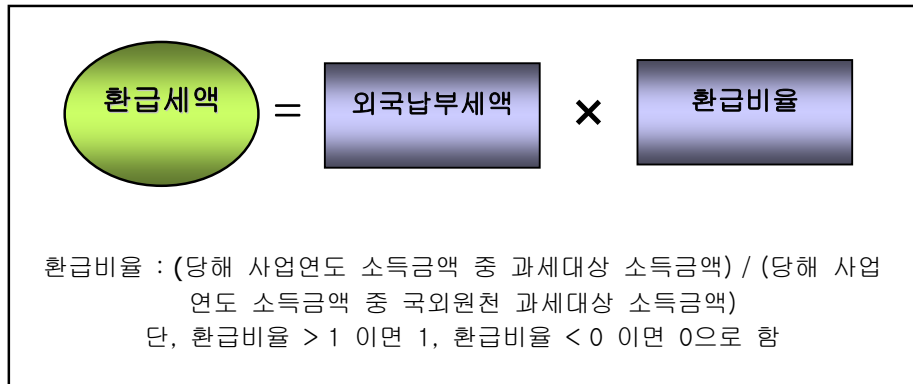 환급세액 = 외국납부세액 × 환급비율
환급비율 : (당해 사업연도 소득금액 중 과세대상 소득금액) / (당해 사업
연도 소득금액 중 국외원천 과세대상 소득금액)
단, 환급비율 > 1 이면 1, 환급비율 < 0 이면 0으로 함